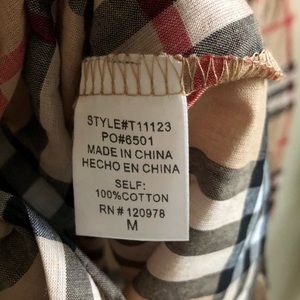 STYLE#T11123
PO#6501
MADE IN CHINA
HECHO EN CHINA
SELF:
100%COTTON
RN # 120978
M